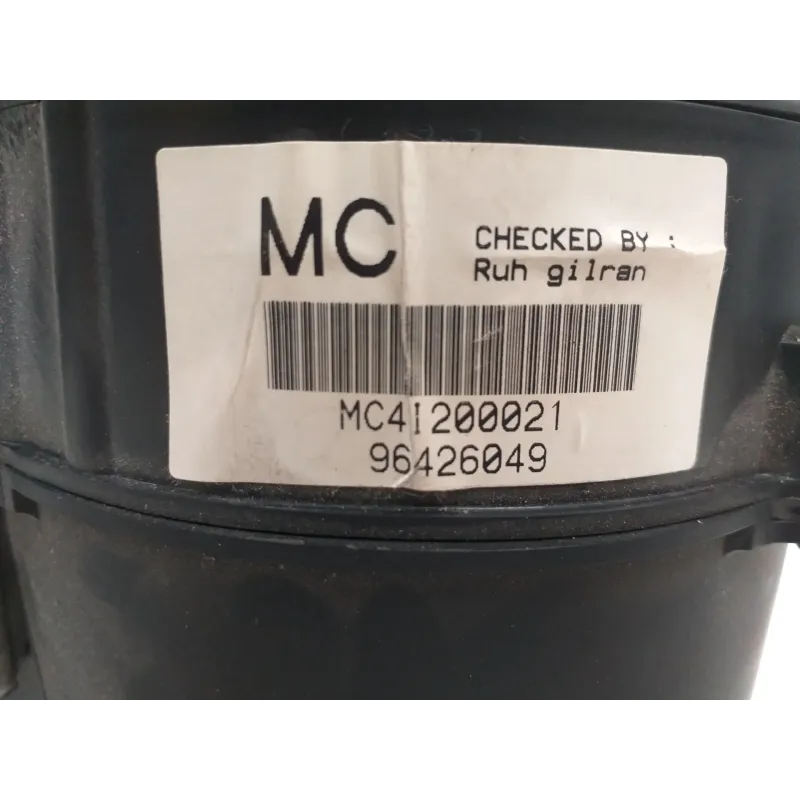 MC
CHECKED BY :
Ruh gilran
MC41200021
96426049